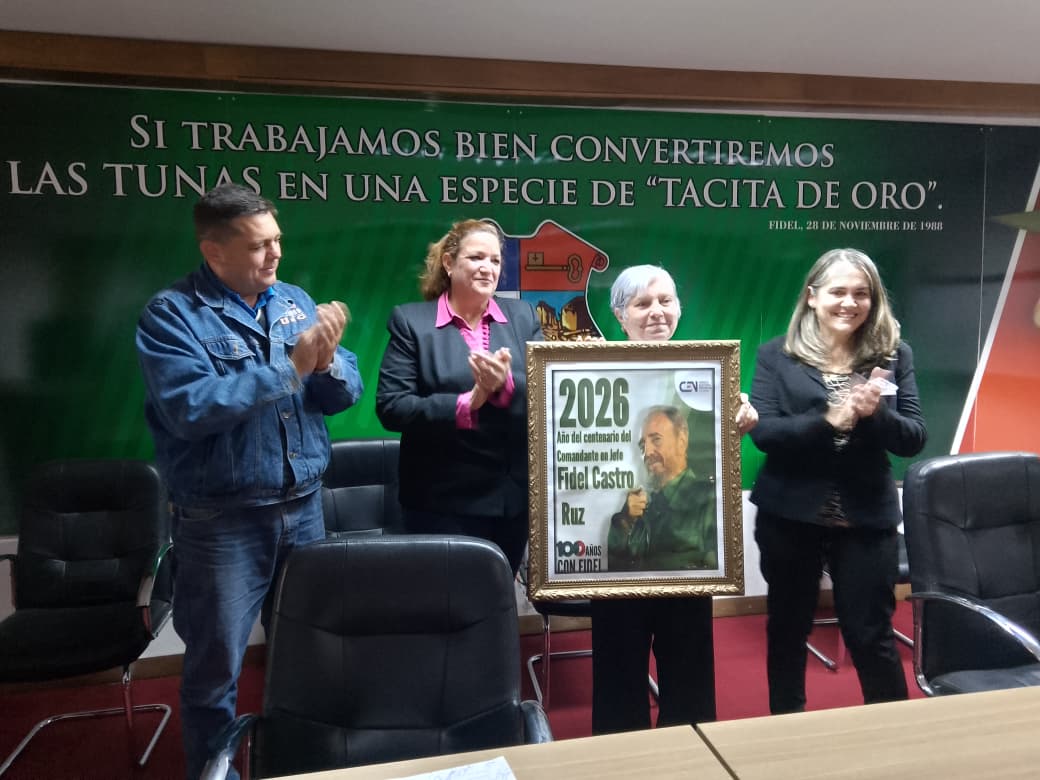 SI TRABAJAMOS BIEN CONVERTIREMOS
LAS TUNAS EN UNA ESPECIE DE “TACITA DE ORO”.
FIDEL, 28 DE NOVIEMBRE DE 1988
2026
Año del centenario del
Comandante en Jefe
Fidel Castro
Ruz
CEN
100 AÑOS
CON FIDEL